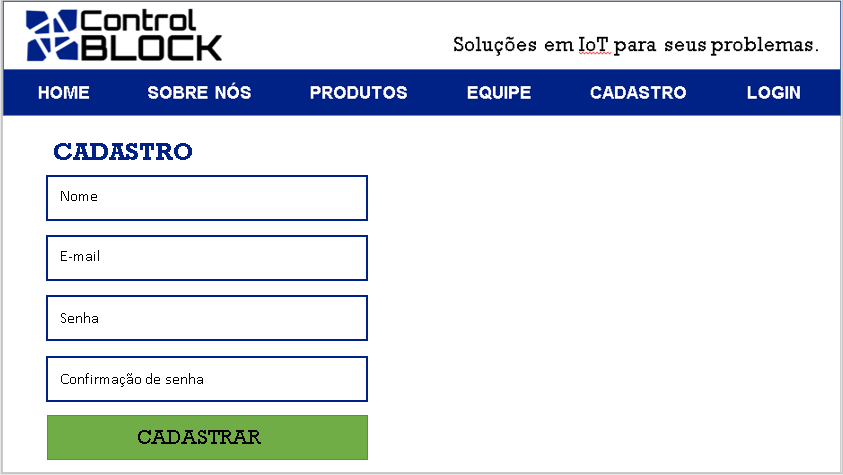 Control
BLOCK
Soluções em IoT para seus problemas.
HOME SOBRE NÓS PRODUTOS EQUIPE CADASTRO LOGIN
CADASTRO
Nome
E-mail
Senha
Confirmação de senha
CADASTRAR